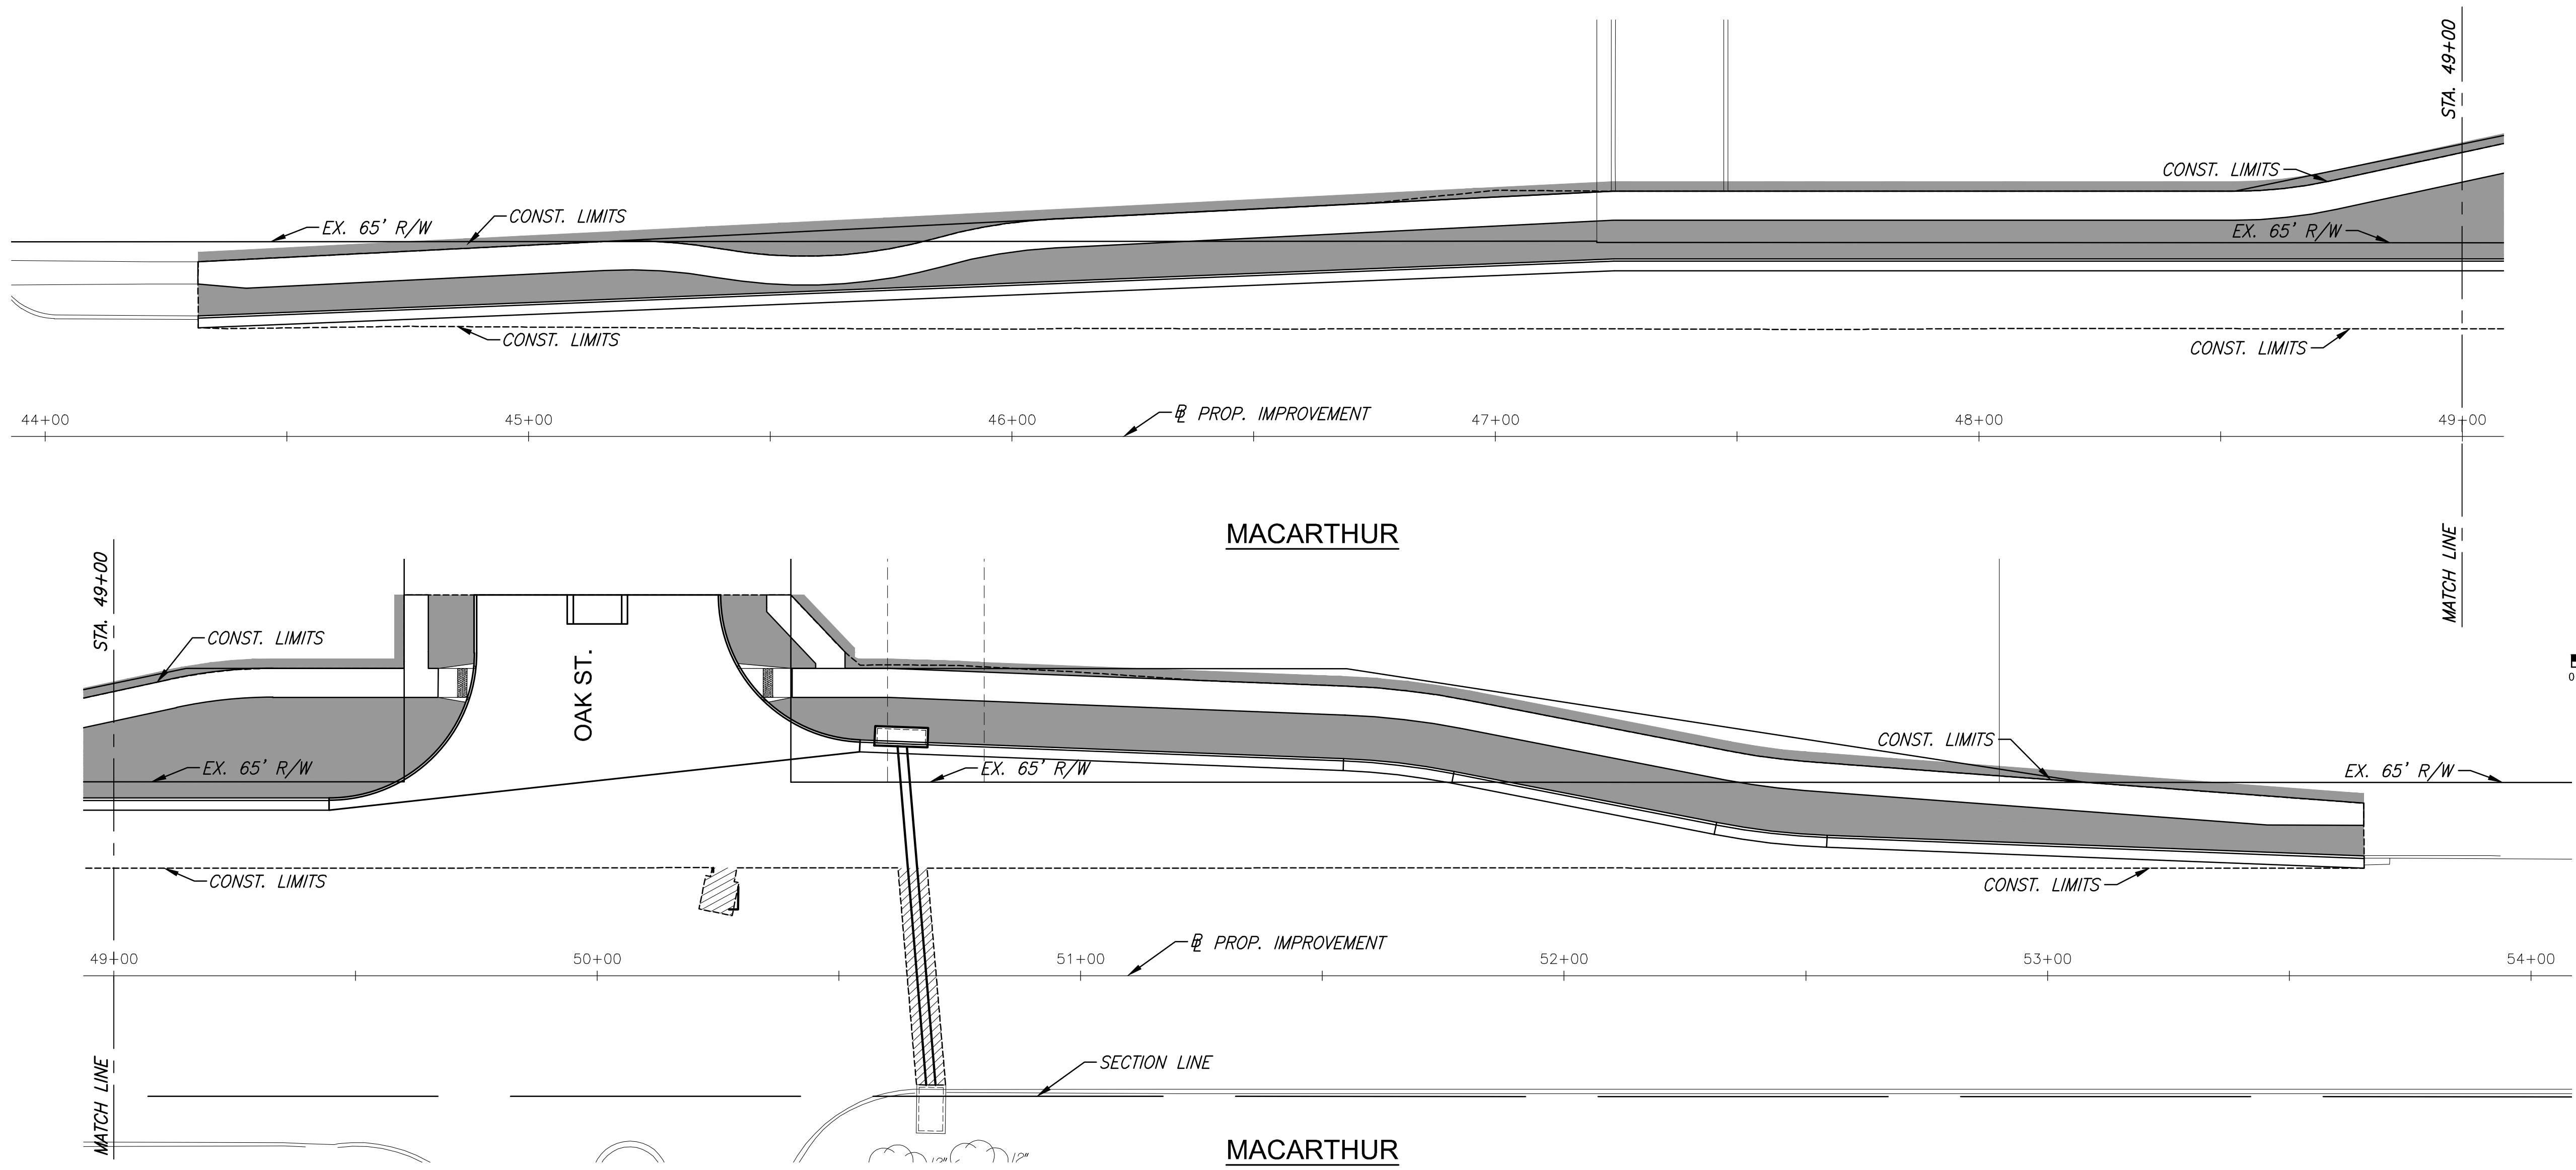 STA. 49+00
CONST. LIMITS
EX. 65' R/W
CONST. LIMITS
EX. 65' R/W
CONST. LIMITS
CONST. LIMITS
PROP. IMPROVEMENT
44+00 45+00 46+00 47+00 48+00 49+00
MACARTHUR
MATCH LINE
STA. 49+00
CONST. LIMITS
OAK ST.
0
CONST. LIMITS
EX. 65' R/W
EX. 65' R/W
EX. 65' R/W
CONST. LIMITS
CONST. LIMITS
PROP. IMPROVEMENT
49+00 50+00 51+00 52+00 53+00 54+00
SECTION LINE
MATCH LINE
MACARTHUR
12"
12"